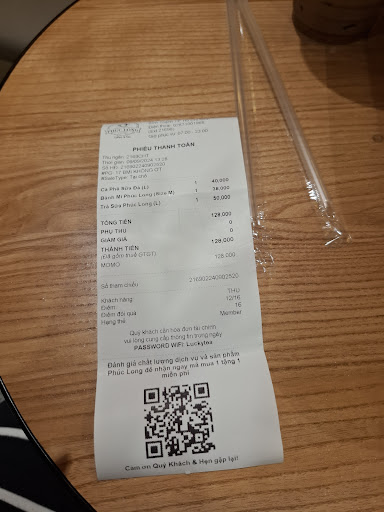 PHIẾU THANH TOÁN
Cà Phê Sữa Đá (L) 1 40,000
Bánh Mì Phúc Long (Size M) 1 38,000
Trà Sữa Phúc Long (L) 1 50,000
TỔNG TIỀN 128,000
PHỤ THU 0
GIẢM GIÁ 0
THÀNH TIỀN 128,000
(Đã gồm thuế GTGT)
MOMO 128,000
Số tham chiếu
Khách hàng THU
Điểm 12/16
Điểm đổi quà 16
Hạng thẻ Member
Quý khách cần hóa đơn tài chính
vui lòng cung cấp thông tin trong ngày
PASSWORD WIFI: Luckytea
Đánh giá chất lượng dịch vụ và sản phẩm
Phúc Long để nhận ngay mã mua 1 tặng 1
miễn phí
Cảm ơn Quý Khách & Hẹn gặp lại!